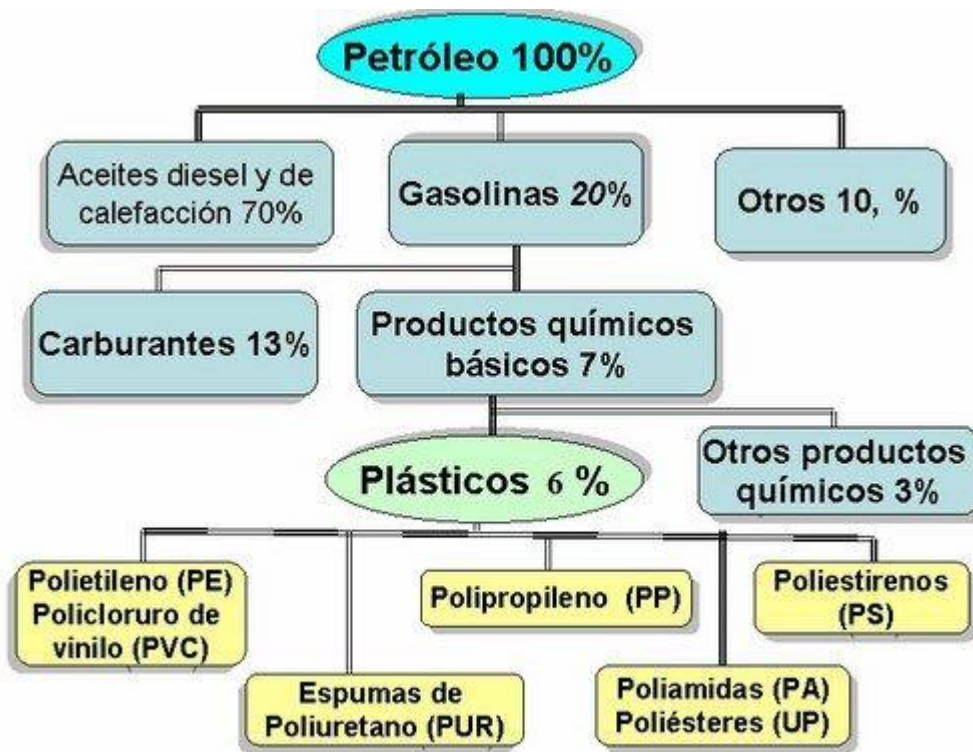 Petróleo 100%
Aceites diesel y de
calefacción 70%
Gasolinas 20%
Otros 10, %
Carburantes 13%
Productos químicos
básicos 7%
Plásticos 6 %
Otros productos
químicos 3%
Polietileno (PE)
Policloruro de
vinilo (PVC)
Espumas de
Poliuretano (PUR)
Polipropileno (PP)
Poliamidas (PA)
Poliésteres (UP)
Poliestirenos
(PS)